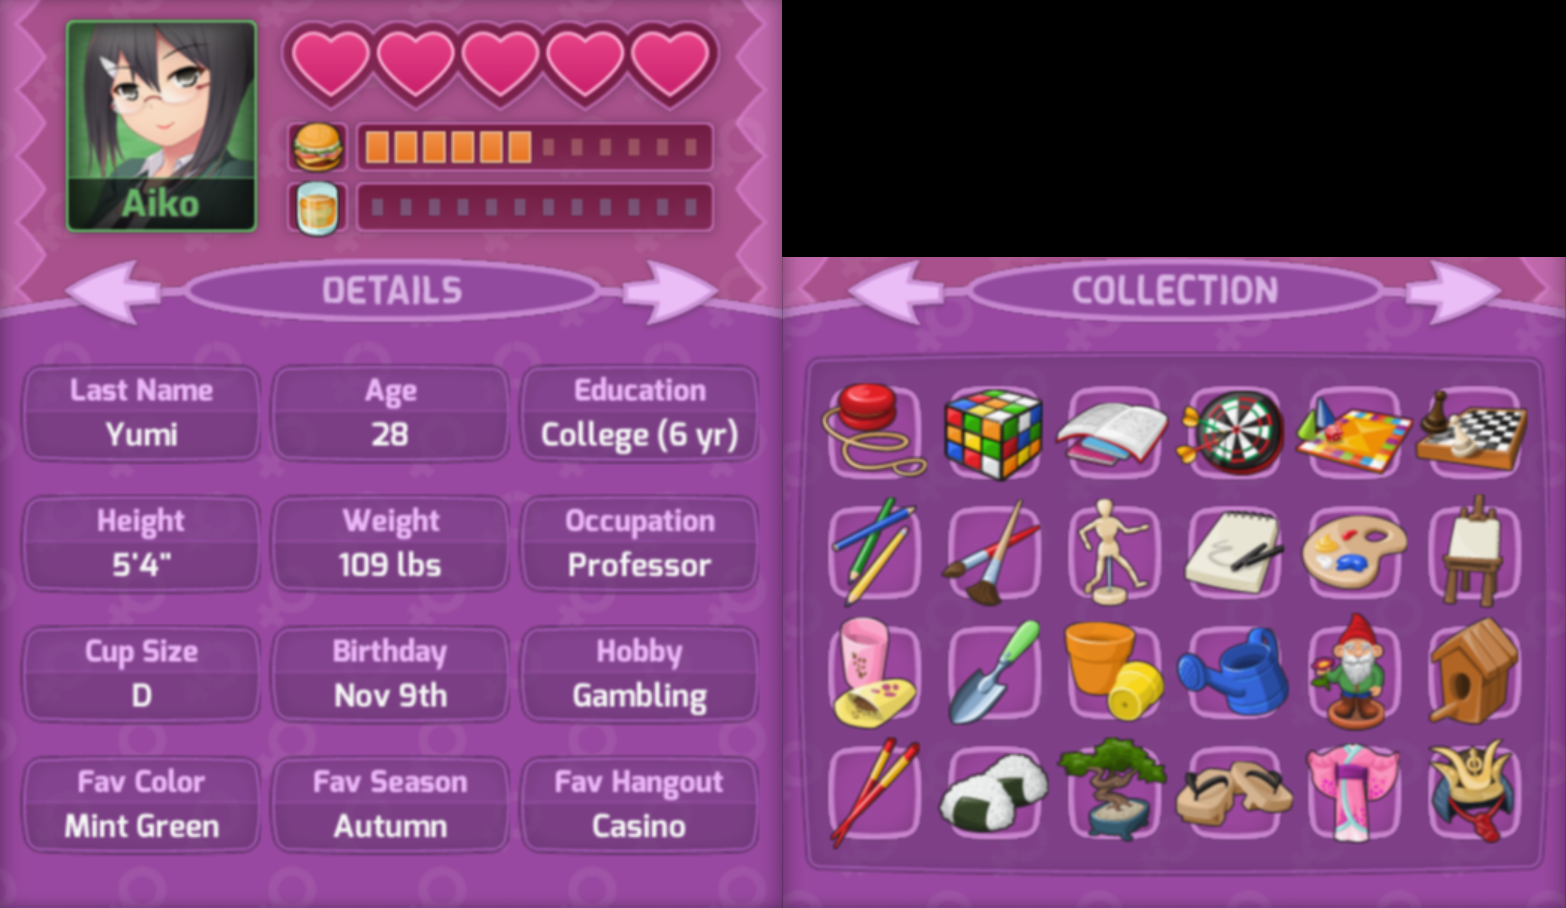 Aiko
DETAILS
Last Name
Yumi
Age
28
Education
College (6 yr)
Height
5'4"
Weight
109 lbs
Occupation
Professor
Cup Size
D
Birthday
Nov 9th
Hobby
Gambling
Fav Color
Mint Green
Fav Season
Autumn
Fav Hangout
Casino
COLLECTION